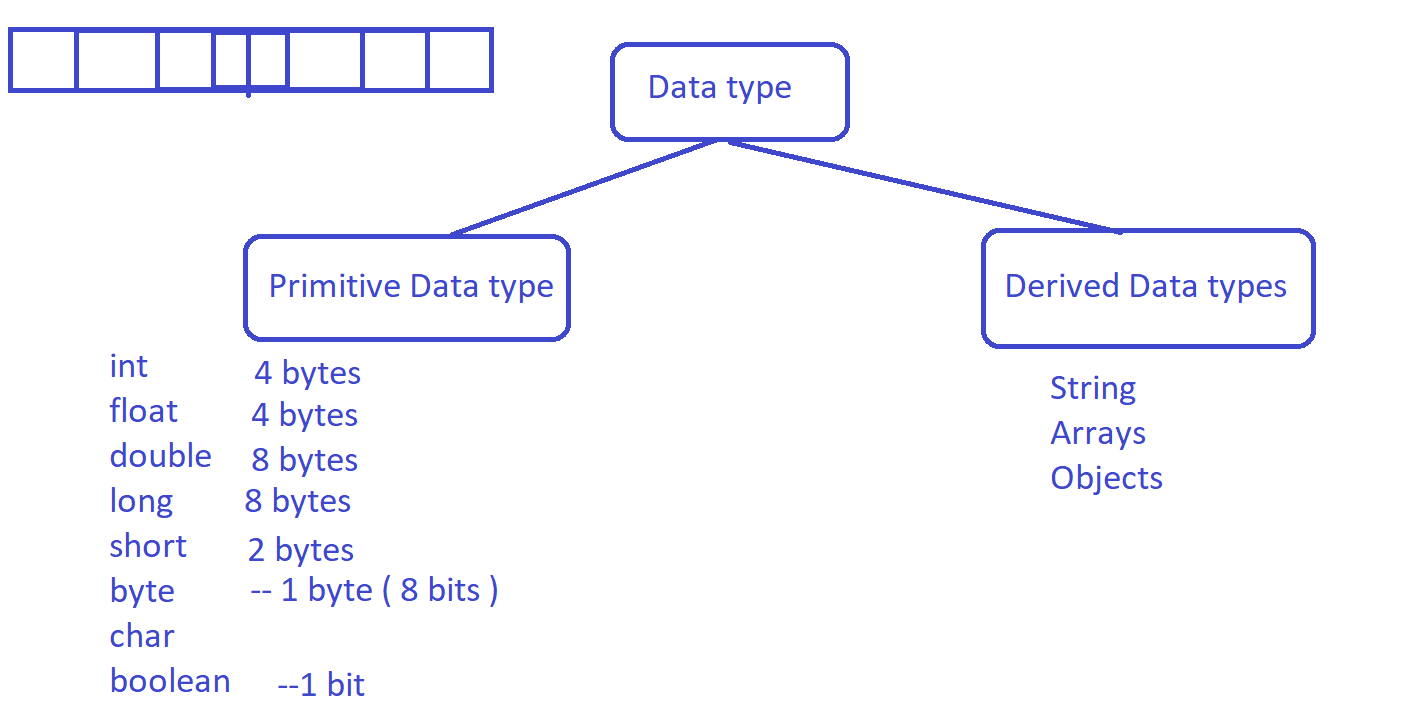 Data type
Primitive Data type
Derived Data types
int 4 bytes
float 4 bytes
double 8 bytes
long 8 bytes
short 2 bytes
byte -- 1 byte ( 8 bits )
char
boolean --1 bit
String
Arrays
Objects